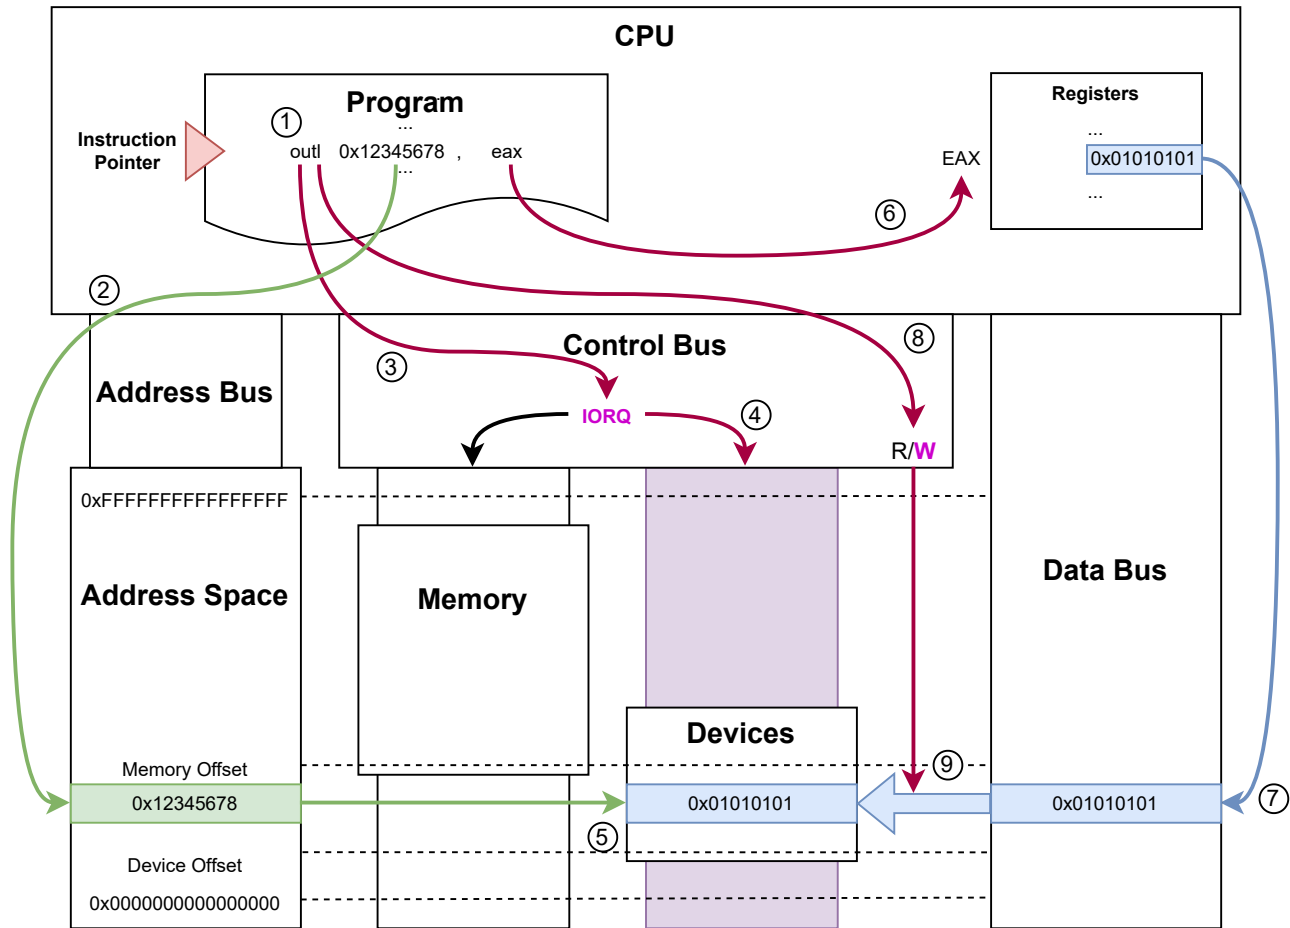 CPU
Program
...
Instruction
Pointer
①
outl 0x12345678 , eax
...
Registers
...
EAX
0x01010101
...
⑥
②
Control Bus
⑧
③
Address Bus
IORQ
④
R/W
0xFFFFFFFFFFFFFFFF
Address Space
Memory
Data Bus
Devices
Memory Offset
⑨
0x12345678
0x01010101
0x01010101
⑦
⑤
Device Offset
0x0000000000000000